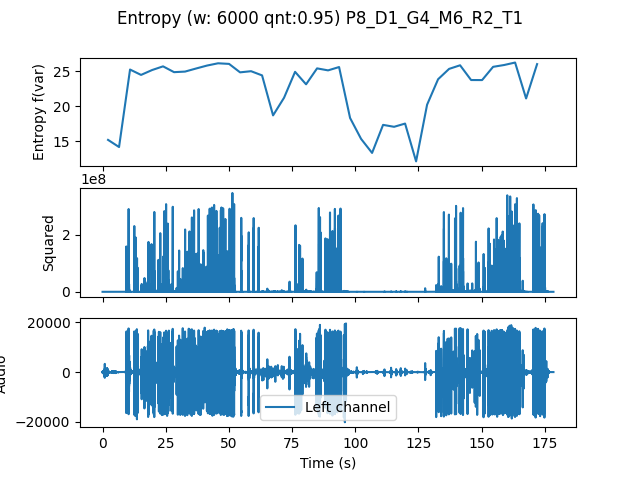 Entropy (w: 6000 qnt:0.95) P8_D1_G4_M6_R2_T1
Entropy f(var)
25
20
15
1e8
Squared
2
0
Audio
20000
0
−20000
Left channel
0 25 50 75 100 125 150 175
Time (s)